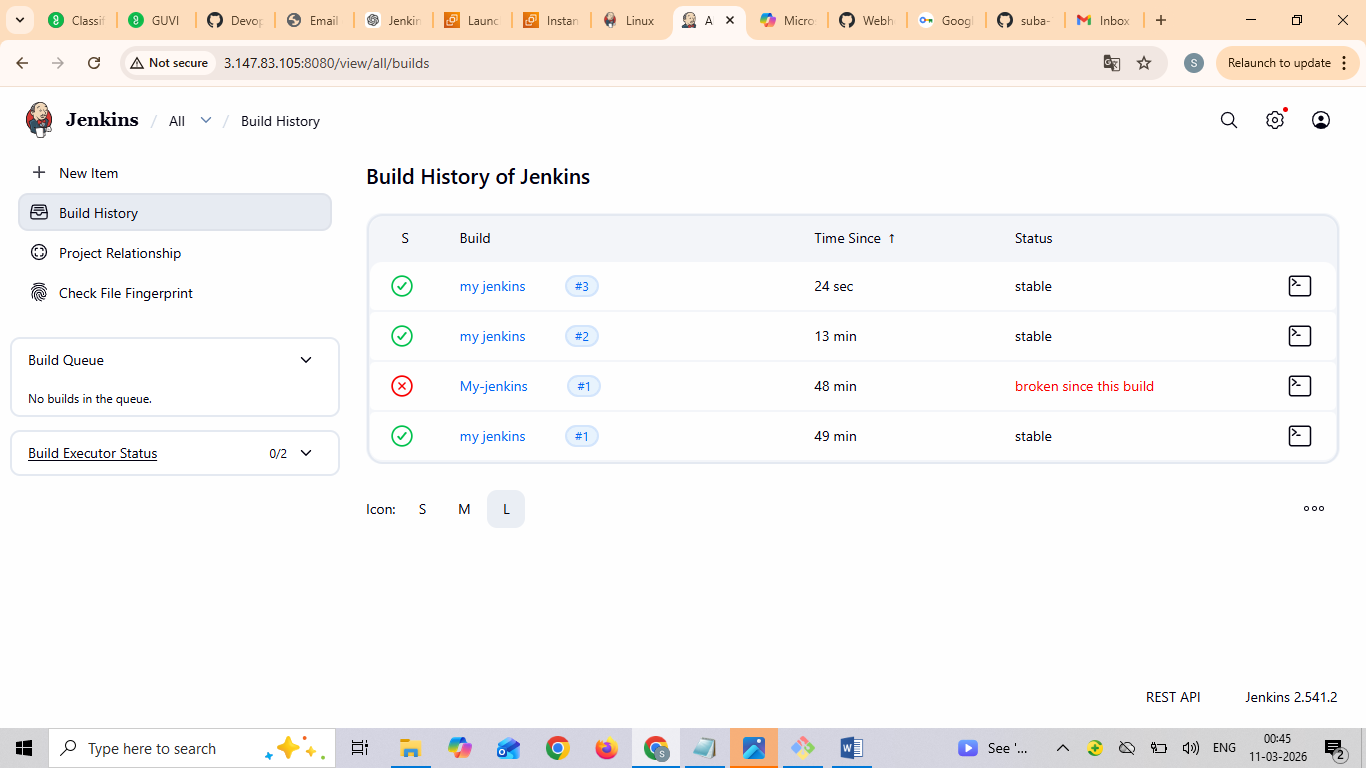 Classif
GUVI
Devop
Email
Jenkin
Launc
Instan
Linux
A
Micro
Webh
Googl
suba-
Inbox
Not secure
3.147.83.105:8080/view/all/builds
S
Relaunch to update
Jenkins / All / Build History
New Item
Build History
Project Relationship
Check File Fingerprint
Build Queue
No builds in the queue.
Build Executor Status 0/2
Build History of Jenkins
S Build Time Since ↑ Status
my jenkins #3 24 sec stable
my jenkins #2 13 min stable
My-jenkins #1 48 min broken since this build
my jenkins #1 49 min stable
Icon: S M L
REST API Jenkins 2.541.2
Type here to search
See '...
ENG
00:45
11-03-2026
2